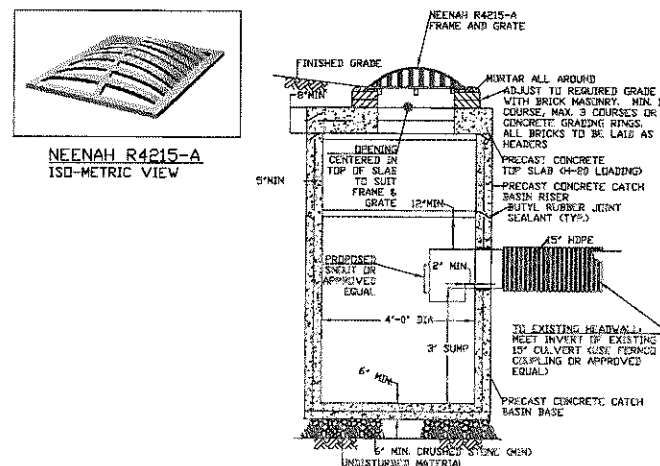 NEENAH R4215-A
FRAME AND GRATE
FINISHED GRADE
8"MIN
MORTAR ALL AROUND
ADJUST TO REQUIRED GRADE
WITH BRICK MASONRY. MIN. 1
COURSE, MAX. 3 COURSES OR
CONCRETE GRADING RINGS.
ALL BRICKS TO BE LAID AS
HEADERS
NEENAH R4215-A
ISO-METRIC VIEW
OPENING
CENTERED IN
TOP OF SLAB
TO SUIT
FRAME &
GRATE
PRECAST CONCRETE
TOP SLAB (H-20 LOADING)
5"MIN
PRECAST CONCRETE CATCH
BASIN RISER
12"MIN
BUTYL RUBBER JOINT
SEALANT (TYP.)
15" HDPE
PROPOSED
SNOUT OR
APPROVED
EQUAL
2" MIN.
4'-0" DIA
3' SUMP
TO EXISTING HEADWALL.
MEET INVERT OF EXISTING
15" CULVERT (USE FERNCO
COUPLING OR APPROVED
EQUAL)
6" MIN.
PRECAST CONCRETE CATCH
BASIN BASE
6" MIN. CRUSHED STONE (MIN)
UNDISTURBED MATERIAL